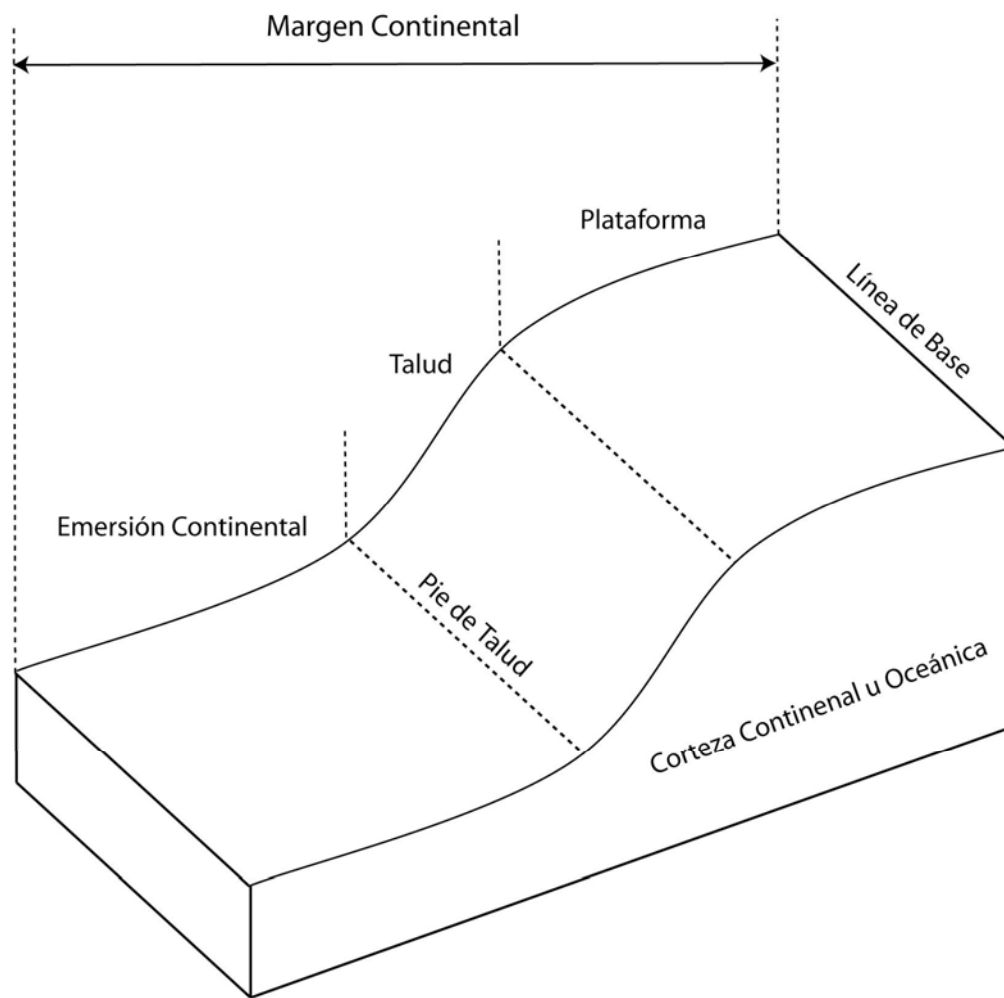 Margen Continental
Plataforma
Línea de Base
Talud
Emersión Continental
Pie de Talud
Corteza Continenal u Oceánica